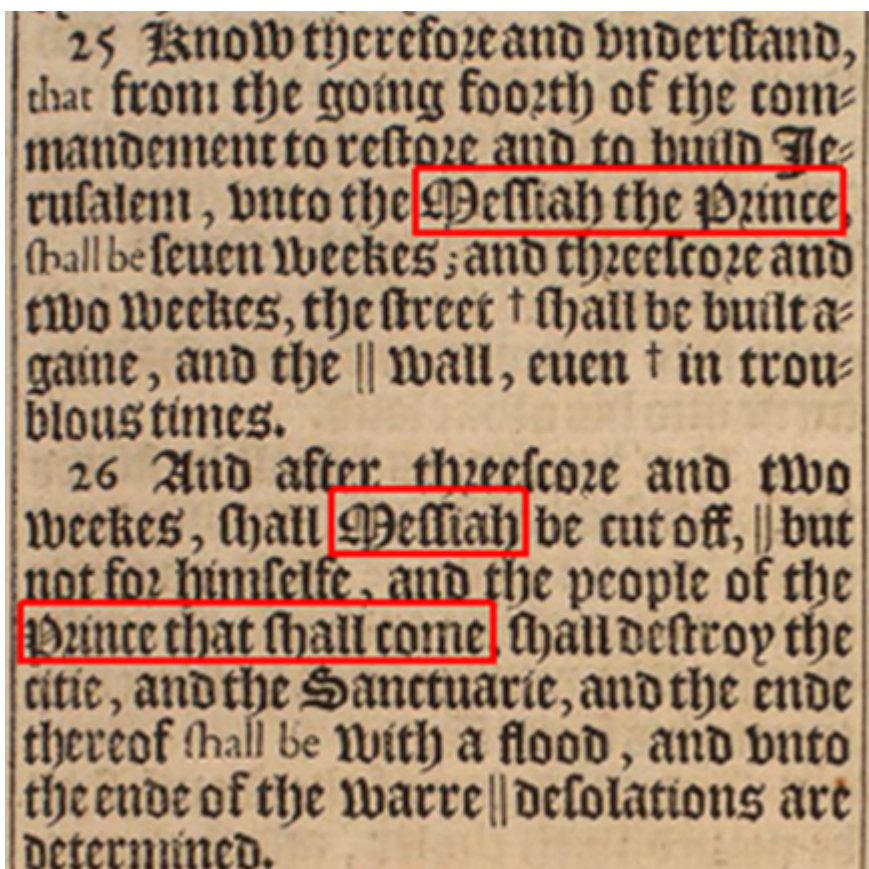 25 Know therefore and vnderstand,
that from the going foorth of the com⸗
mandement to restore and to build Je⸗
rusalem, vnto the Messiah the Prince,
shall be seuen weekes; and threescore and
two weekes, the street † shall be built a⸗
gaine, and the || wall, euen † in trou⸗
blous times.
26 And after threescore and two
weekes, shall Messiah be cut off, || but
not for himselfe, and the people of the
Prince that shall come, shall destroy the
citie, and the Sanctuarie, and the ende
thereof shall be with a flood, and vnto
the ende of the warre || desolations are
determined.